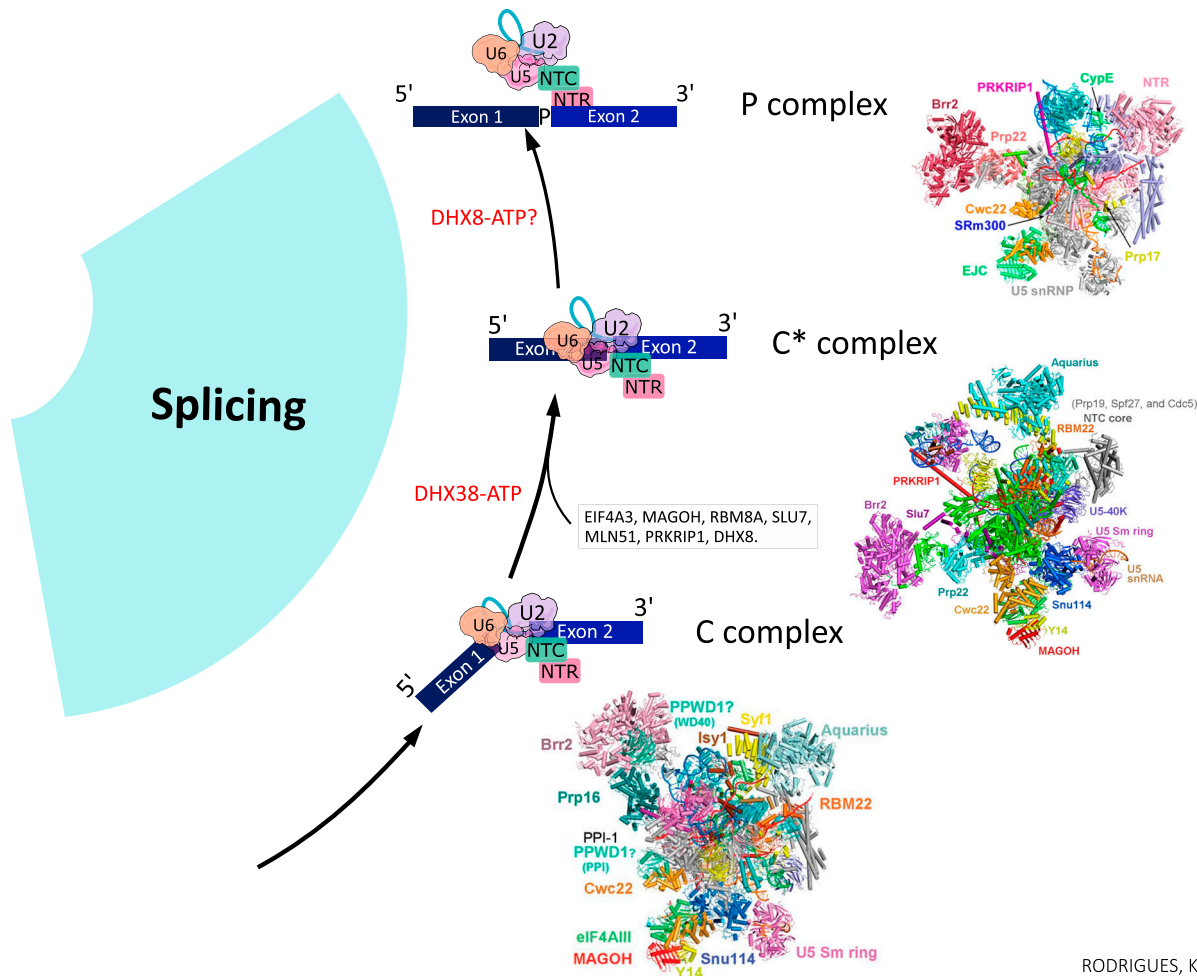 U6
U2
U5
NTC
NTR
5'
3'
Exon 1
P
Exon 2
P complex
PRKRIP1
CypE
NTR
Brr2
Prp22
Cwc22
SRm300
EJC
Prp17
U5 snRNP
DHX8-ATP?
5'
3'
U6
U2
Exon
U5
Exon 2
NTC
NTR
C* complex
Splicing
Aquarius
(Prp19, Spf27, and Cdc5)
NTC core
RBM22
PRKRIP1
Brr2
Slu7
U5-40K
U5 Sm ring
U5
snRNA
Prp22
Cwc22
Snu114
Y14
MAGOH
DHX38-ATP
EIF4A3, MAGOH, RBM8A, SLU7,
MLN51, PRKRIP1, DHX8.
U6
U2
3'
Exon 2
U5
NTC
NTR
Exon 1
5'
C complex
PPWD1?
(WD40)
Syf1
Isy1
Aquarius
Brr2
Prp16
RBM22
PPI-1
PPWD1?
(PPI)
Cwc22
eIF4AIII
MAGOH
Y14
Snu114
U5 Sm ring
RODRIGUES, K